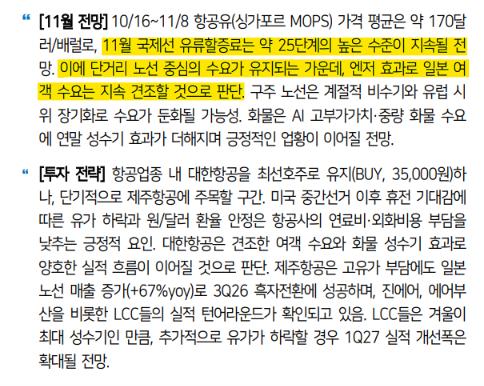 “ [11월 전망] 10/16~11/8 항공유(싱가포르 MOPS) 가격 평균은 약 170달
러/배럴로, 11월 국제선 유류할증료는 약 25단계의 높은 수준이 지속될 전
망. 이에 단거리 노선 중심의 수요가 유지되는 가운데, 엔저 효과로 일본 여
객 수요는 지속 견조할 것으로 판단. 구주 노선은 계절적 비수기와 유럽 시
위 장기화로 수요가 둔화될 가능성. 화물은 AI 고부가가치·중량 화물 수요
에 연말 성수기 효과가 더해지며 긍정적인 업황이 이어질 전망.
“ [투자 전략] 항공업종 내 대한항공을 최선호주로 유지(BUY, 35,000원)하
나, 단기적으로 제주항공에 주목할 구간. 미국 중간선거 이후 휴전 기대감에
따른 유가 하락과 원/달러 환율 안정은 항공사의 연료비·외화비용 부담을
낮추는 긍정적 요인. 대한항공은 견조한 여객 수요와 화물 성수기 효과로
양호한 실적 흐름이 이어질 것으로 판단. 제주항공은 고유가 부담에도 일본
노선 매출 증가(+67%yoy)로 3Q26 흑자전환에 성공하며, 진에어, 에어부
산을 비롯한 LCC들의 실적 턴어라운드가 확인되고 있음. LCC들은 겨울이
최대 성수기인 만큼, 추가적으로 유가가 하락할 경우 1Q27 실적 개선폭은
확대될 전망.